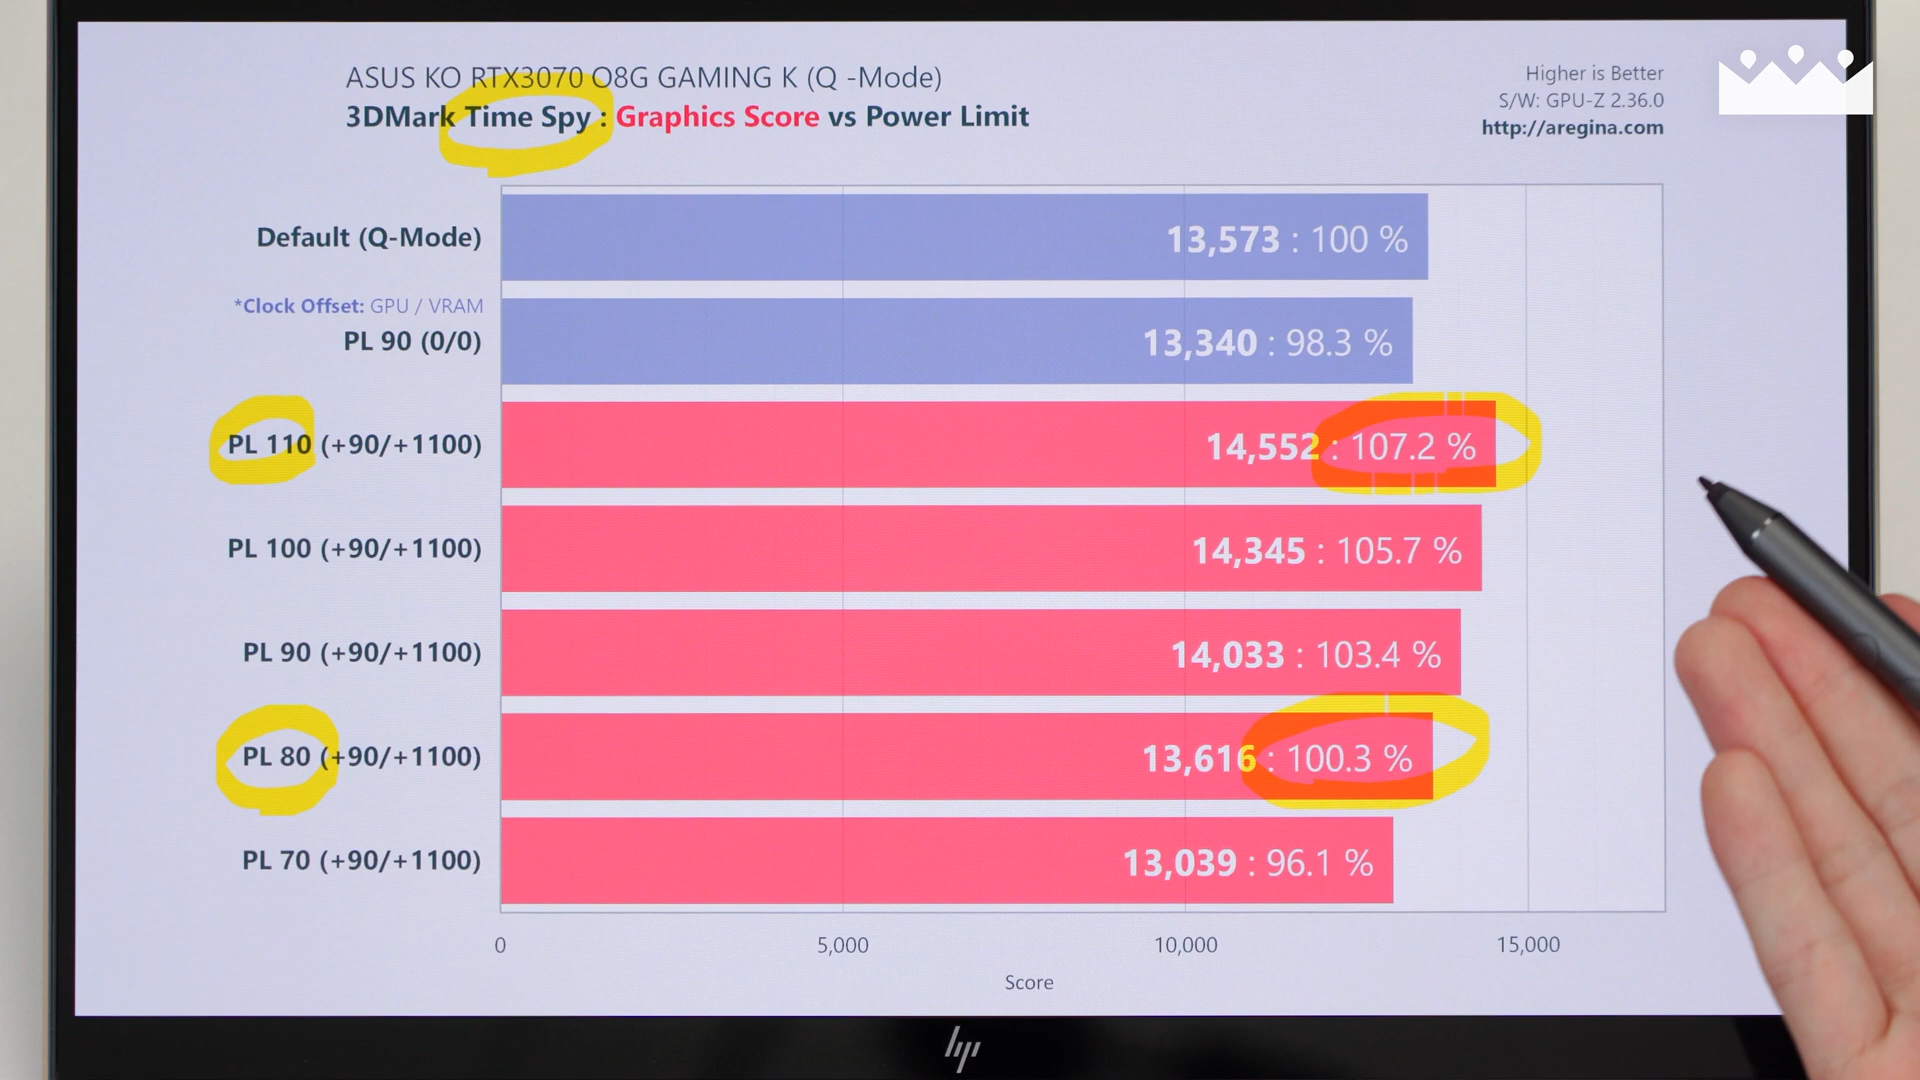 ASUS KO RTX3070 O8G GAMING K (Q -Mode)
3DMark Time Spy : Graphics Score vs Power Limit
Higher is Better
S/W: GPU-Z 2.36.0
http://aregina.com
Default (Q-Mode)
13,573 : 100 %
*Clock Offset: GPU / VRAM
PL 90 (0/0)
13,340 : 98.3 %
PL 110 (+90/+1100)
14,552 : 107.2 %
PL 100 (+90/+1100)
14,345 : 105.7 %
PL 90 (+90/+1100)
14,033 : 103.4 %
PL 80 (+90/+1100)
13,616 : 100.3 %
PL 70 (+90/+1100)
13,039 : 96.1 %
0
5,000
10,000
15,000
Score
hp